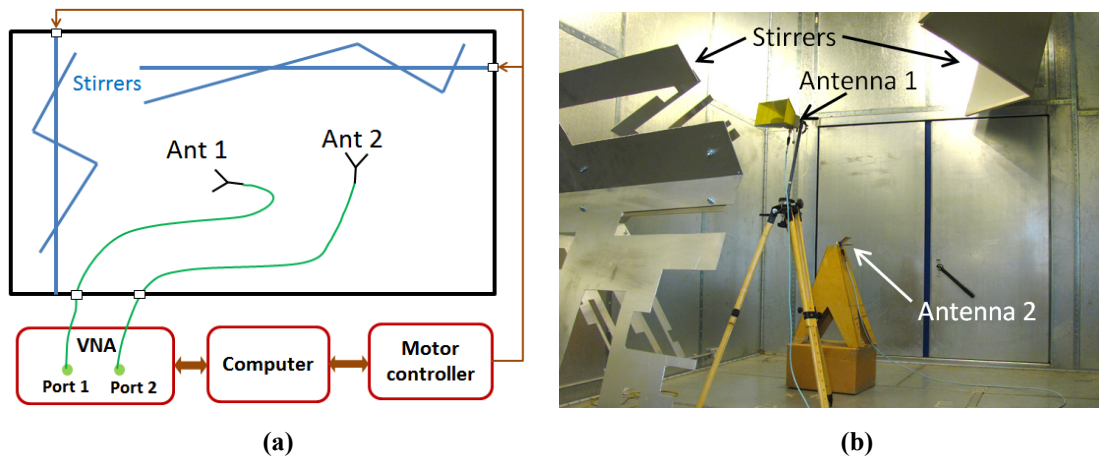 Stirrers
Ant 1
Ant 2
VNA
Port 1
Port 2
Computer
Motor
controller
(a)
Stirrers
Antenna 1
Antenna 2
(b)